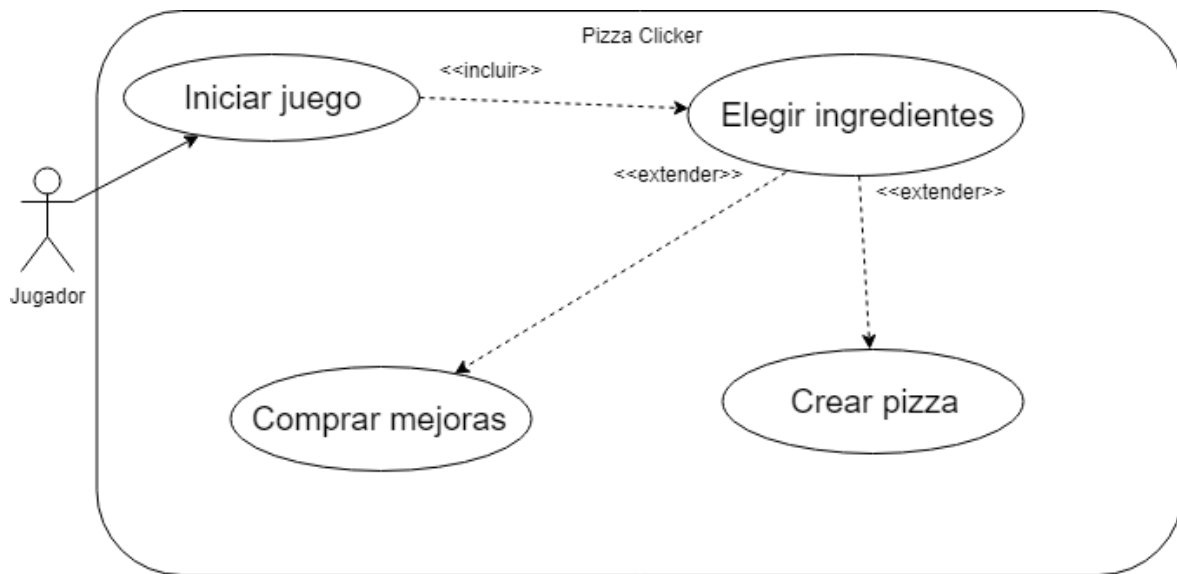 Pizza Clicker
Iniciar juego
<<incluir>>
Elegir ingredientes
<<extender>>
<<extender>>
Jugador
Comprar mejoras
Crear pizza